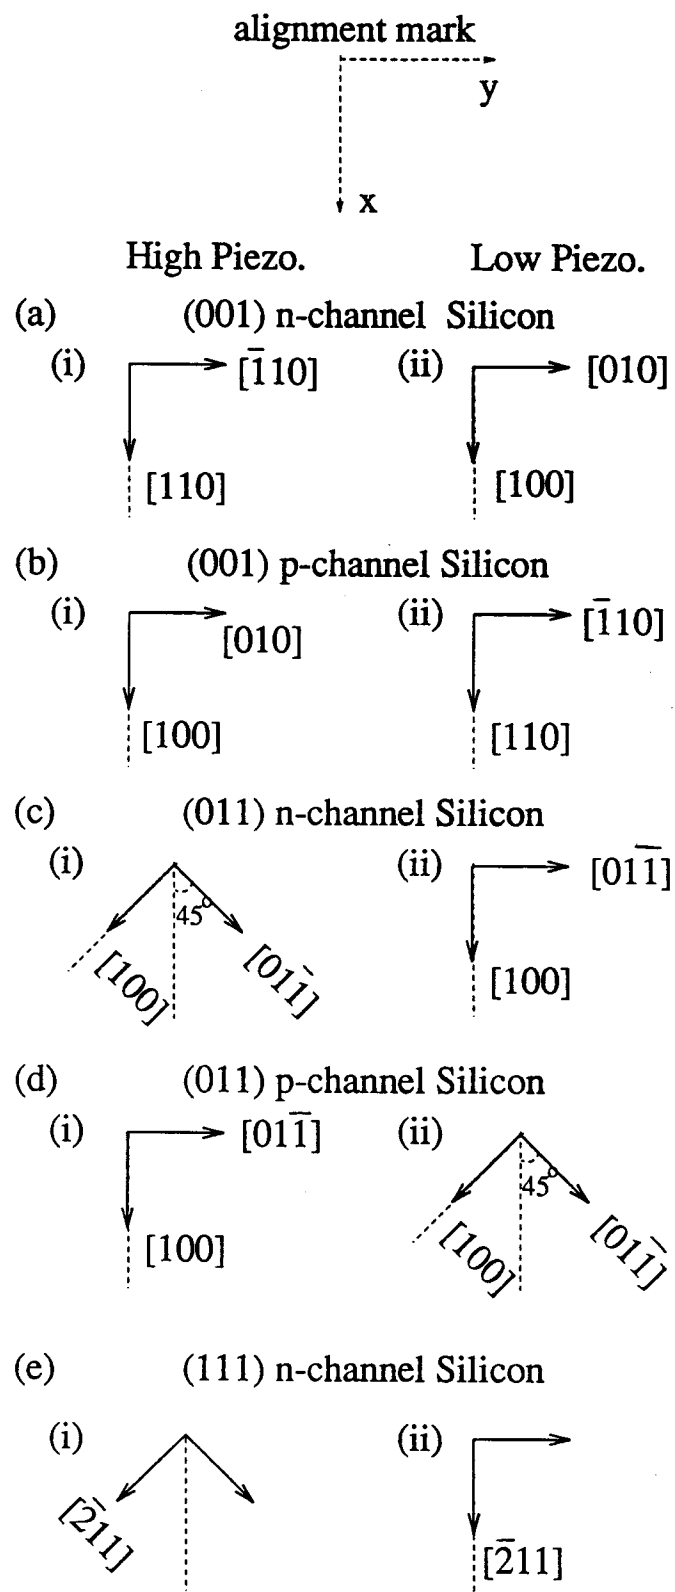 alignment mark
y
x
High Piezo. Low Piezo.
(a) (001) n-channel Silicon
(i) [1̅10] (ii) [010]
[110] [100]
(b) (001) p-channel Silicon
(i) [010] (ii) [1̅10]
[100] [110]
(c) (011) n-channel Silicon
(i) 45° [100] [011̅] (ii) [011̅]
[100]
(d) (011) p-channel Silicon
(i) [011̅] (ii) 45° [100] [011̅]
[100]
(e) (111) n-channel Silicon
(i) (ii)
[2̅11] [2̅11]